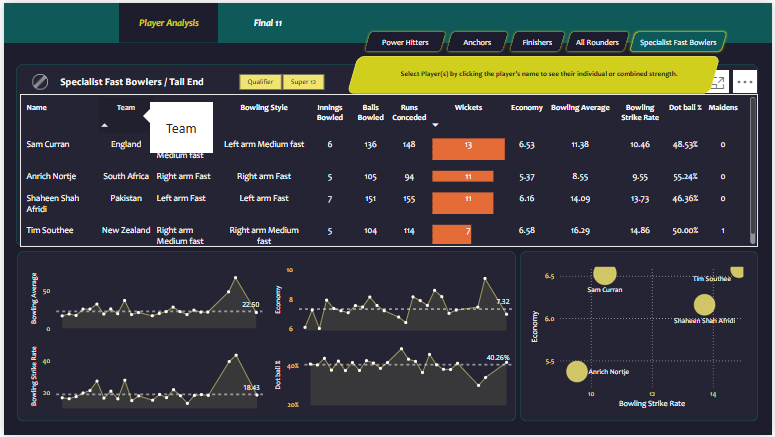 Player Analysis
Final 11
Power Hitters
Anchors
Finishers
All Rounders
Specialist Fast Bowlers
Select Player(s) by clicking the player's name to see their individual or combined strength.
Specialist Fast Bowlers / Tail End
Qualifier
Super 12
Name
Team
Bowling Style
Innings Bowled
Balls Bowled
Runs Conceded
Wickets
Economy
Bowling Average
Bowling Strike Rate
Dot ball %
Maidens
Team
Sam Curran England Medium fast Left arm Medium fast 6 136 148 13 6.53 11.38 10.46 48.53% 0
Anrich Nortje South Africa Right arm Fast Right arm Fast 5 105 94 11 5.37 8.55 9.55 55.24% 0
Shaheen Shah Afridi Pakistan Left arm Fast Left arm Fast 7 151 155 11 6.16 14.09 13.73 46.36% 0
Tim Southee New Zealand Right arm Medium fast Right arm Medium fast 5 104 114 7 6.58 16.29 14.86 50.00% 1
Bowling Average
50
0
22.50
Economy
10
8
6
7.32
Bowling Strike Rate
40
20
18.43
Dot ball %
40%
20%
40.26%
Economy
6.5
6.0
5.5
Sam Curran
Tim Southee
Shaheen Shah Afridi
Anrich Nortje
10
12
14
Bowling Strike Rate